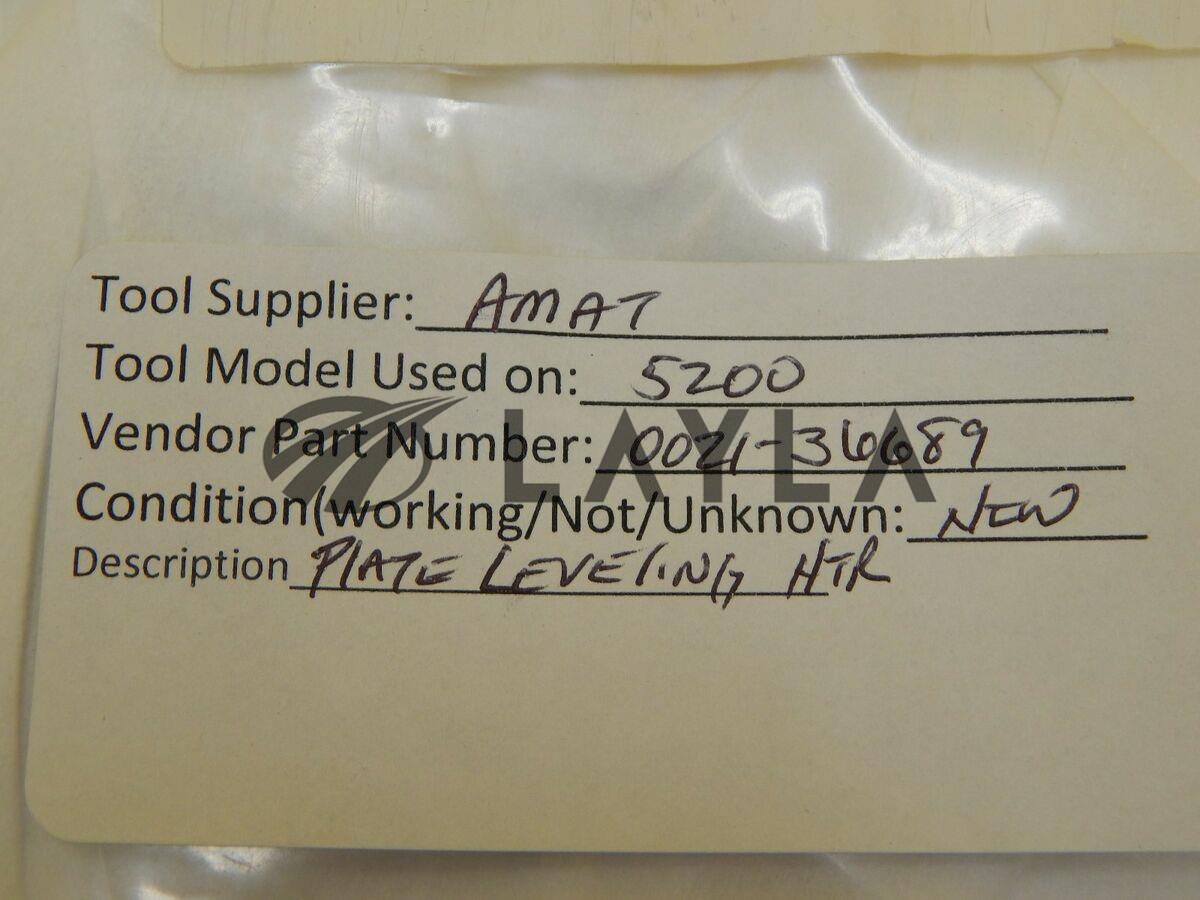 Tool Supplier: AMAT
Tool Model Used on: 5200
Vendor Part Number: 0021-36689
LAYLA
Condition(working/Not/Unknown: NEW
Description PLATE LEVELING HTR